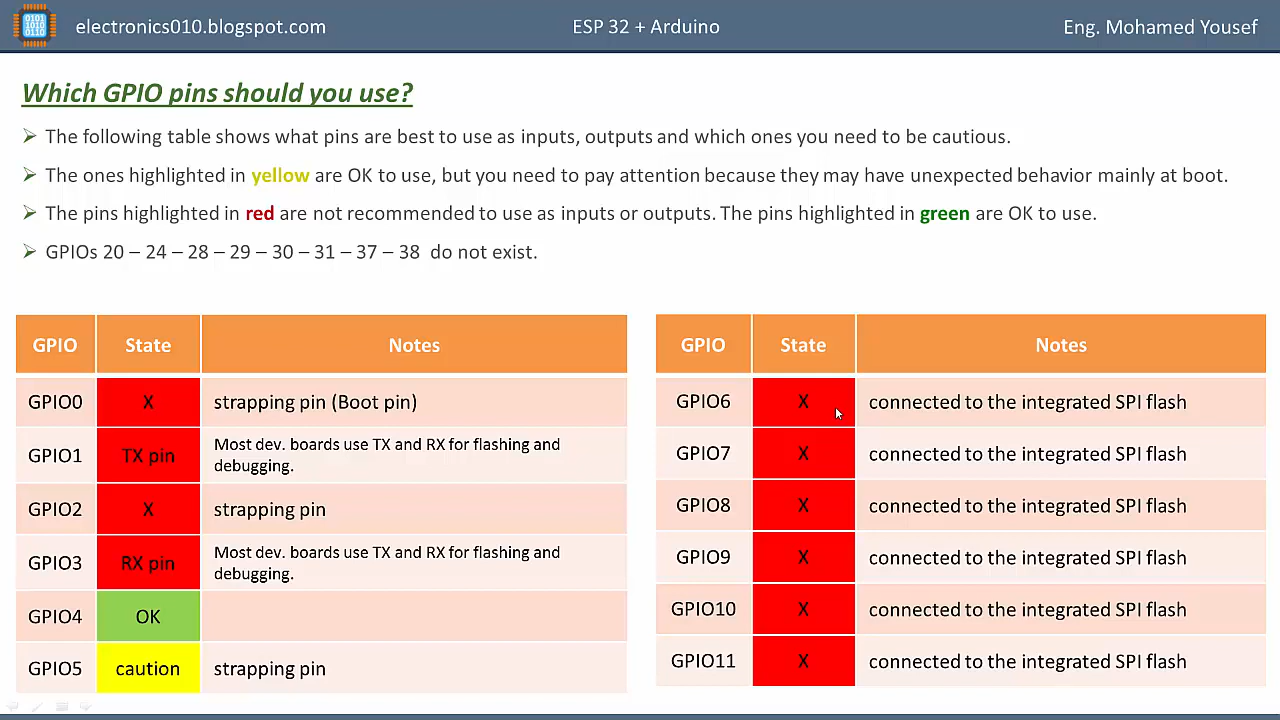 0101
1010
0110
electronics010.blogspot.com
ESP 32 + Arduino
Eng. Mohamed Yousef
Which GPIO pins should you use?
The following table shows what pins are best to use as inputs, outputs and which ones you need to be cautious.
The ones highlighted in yellow are OK to use, but you need to pay attention because they may have unexpected behavior mainly at boot.
The pins highlighted in red are not recommended to use as inputs or outputs. The pins highlighted in green are OK to use.
GPIOs 20 – 24 – 28 – 29 – 30 – 31 – 37 – 38 do not exist.
GPIO State Notes
GPIO0 X strapping pin (Boot pin)
GPIO1 TX pin Most dev. boards use TX and RX for flashing and
debugging.
GPIO2 X strapping pin
GPIO3 RX pin Most dev. boards use TX and RX for flashing and
debugging.
GPIO4 OK
GPIO5 caution strapping pin
GPIO State Notes
GPIO6 X connected to the integrated SPI flash
GPIO7 X connected to the integrated SPI flash
GPIO8 X connected to the integrated SPI flash
GPIO9 X connected to the integrated SPI flash
GPIO10 X connected to the integrated SPI flash
GPIO11 X connected to the integrated SPI flash